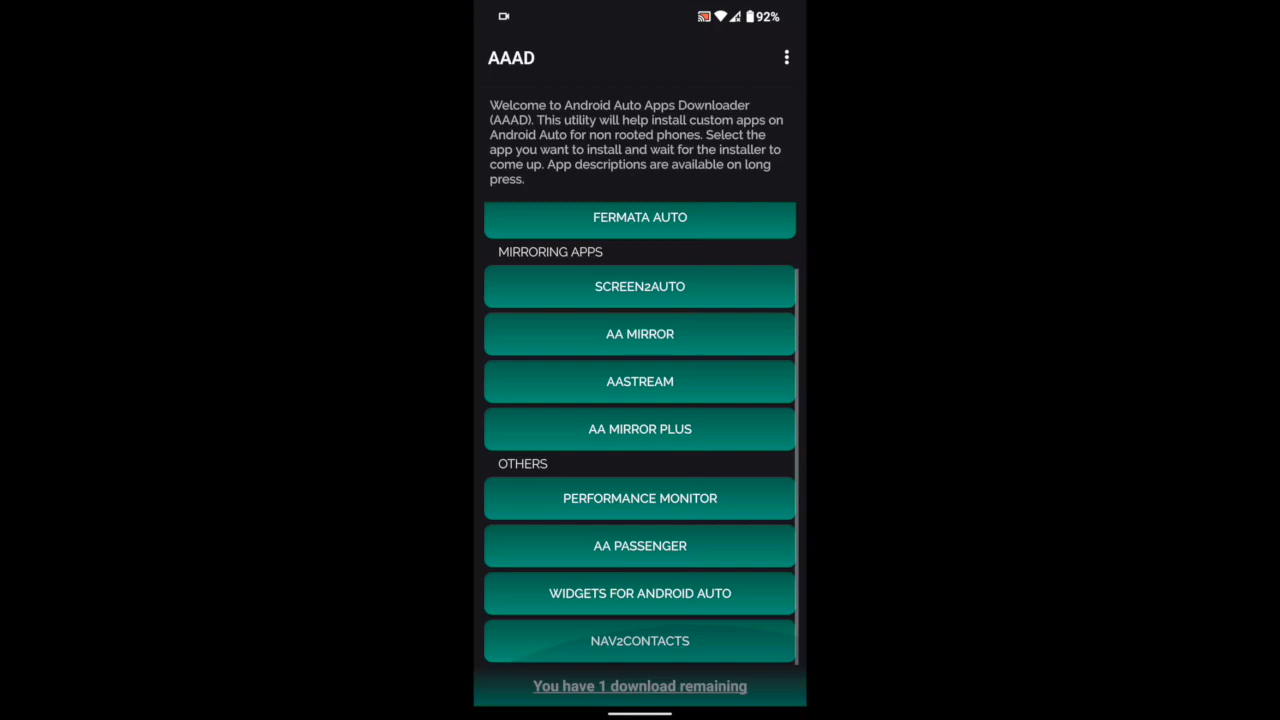 92%
AAAD
Welcome to Android Auto Apps Downloader
(AAAD). This utility will help install custom apps on
Android Auto for non rooted phones. Select the
app you want to install and wait for the installer to
come up. App descriptions are available on long
press.
FERMATA AUTO
MIRRORING APPS
SCREEN2AUTO
AA MIRROR
AASTREAM
AA MIRROR PLUS
OTHERS
PERFORMANCE MONITOR
AA PASSENGER
WIDGETS FOR ANDROID AUTO
NAV2CONTACTS
You have 1 download remaining